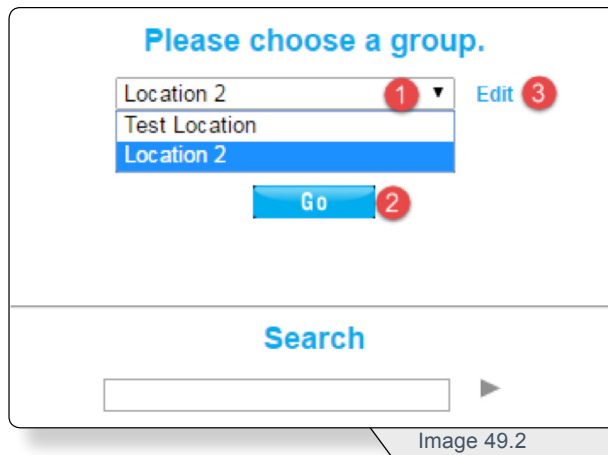 Please choose a group.
Location 2 1 ▼ Edit 3
Test Location
Location 2
Go 2
Search
Image 49.2